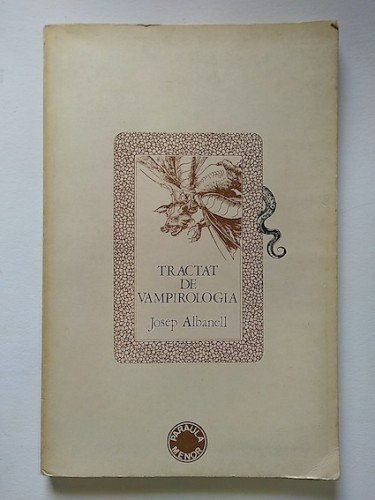 TRACTAT
DE
VAMPIROLOGIA
Josep Albanell
PARAULA
MENOR